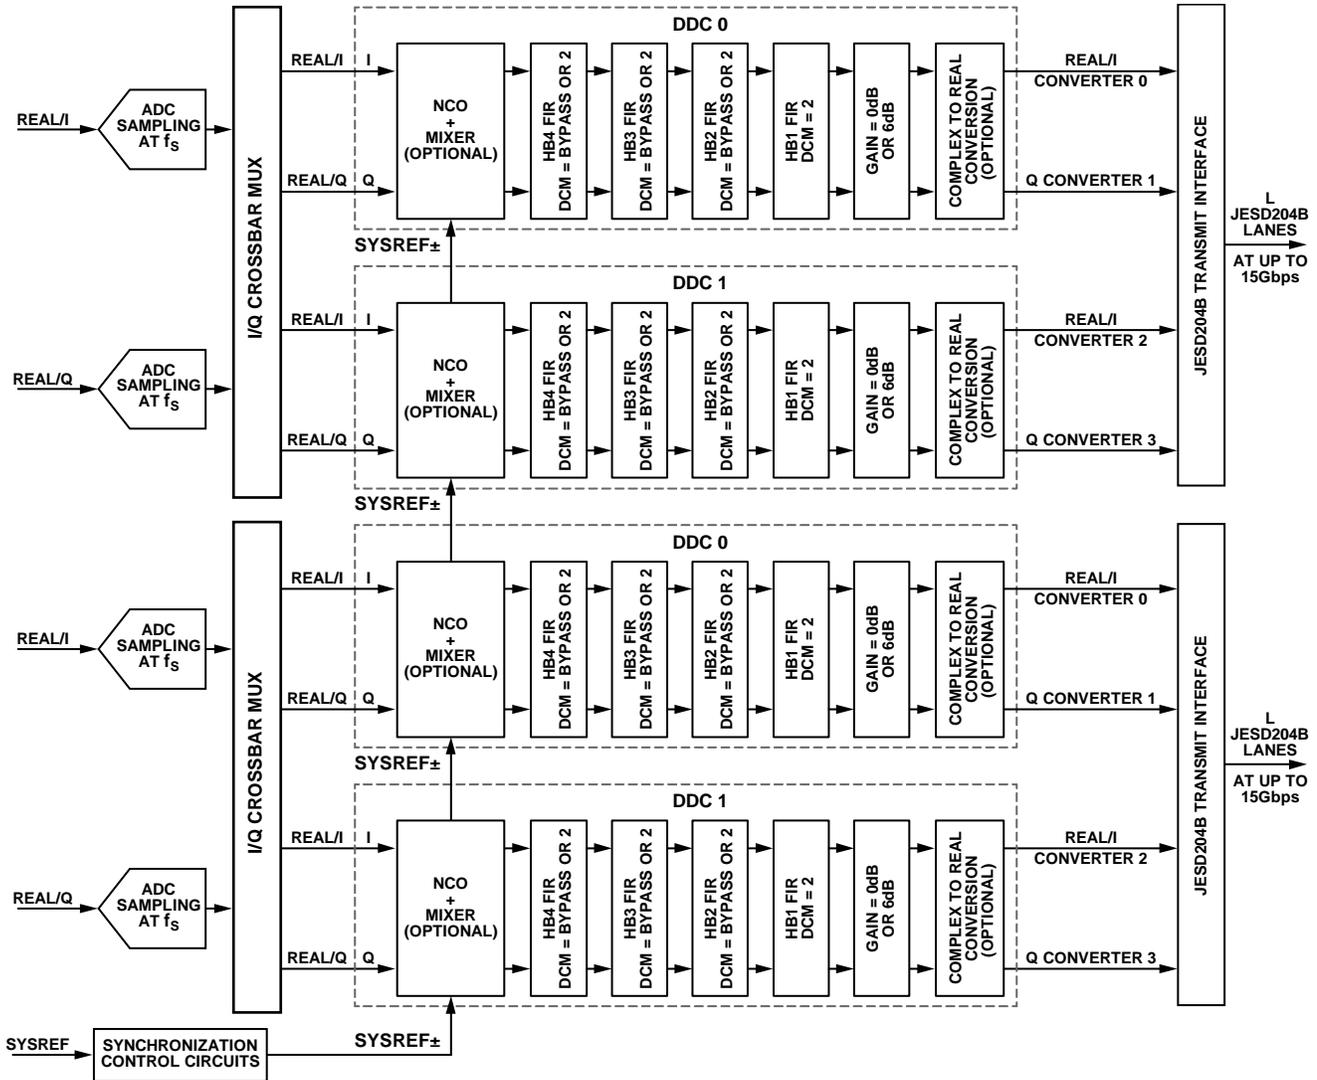 DDC 0
REAL/I
ADC
SAMPLING
AT fS
I/Q CROSSBAR MUX
REAL/I I
REAL/Q Q
NCO
+
MIXER
(OPTIONAL)
HB4 FIR
DCM = BYPASS OR 2
HB3 FIR
DCM = BYPASS OR 2
HB2 FIR
DCM = BYPASS OR 2
HB1 FIR
DCM = 2
GAIN = 0dB
OR 6dB
COMPLEX TO REAL
CONVERSION
(OPTIONAL)
REAL/I
CONVERTER 0
Q CONVERTER 1
JESD204B TRANSMIT INTERFACE
L
JESD204B
LANES
AT UP TO
15Gbps
SYSREF±
DDC 1
REAL/Q
ADC
SAMPLING
AT fS
REAL/I I
REAL/Q Q
NCO
+
MIXER
(OPTIONAL)
HB4 FIR
DCM = BYPASS OR 2
HB3 FIR
DCM = BYPASS OR 2
HB2 FIR
DCM = BYPASS OR 2
HB1 FIR
DCM = 2
GAIN = 0dB
OR 6dB
COMPLEX TO REAL
CONVERSION
(OPTIONAL)
REAL/I
CONVERTER 2
Q CONVERTER 3
SYSREF±
DDC 0
REAL/I
ADC
SAMPLING
AT fS
I/Q CROSSBAR MUX
REAL/I I
REAL/Q Q
NCO
+
MIXER
(OPTIONAL)
HB4 FIR
DCM = BYPASS OR 2
HB3 FIR
DCM = BYPASS OR 2
HB2 FIR
DCM = BYPASS OR 2
HB1 FIR
DCM = 2
GAIN = 0dB
OR 6dB
COMPLEX TO REAL
CONVERSION
(OPTIONAL)
REAL/I
CONVERTER 0
Q CONVERTER 1
JESD204B TRANSMIT INTERFACE
L
JESD204B
LANES
AT UP TO
15Gbps
SYSREF±
DDC 1
REAL/Q
ADC
SAMPLING
AT fS
REAL/I I
REAL/Q Q
NCO
+
MIXER
(OPTIONAL)
HB4 FIR
DCM = BYPASS OR 2
HB3 FIR
DCM = BYPASS OR 2
HB2 FIR
DCM = BYPASS OR 2
HB1 FIR
DCM = 2
GAIN = 0dB
OR 6dB
COMPLEX TO REAL
CONVERSION
(OPTIONAL)
REAL/I
CONVERTER 2
Q CONVERTER 3
SYSREF
SYNCHRONIZATION
CONTROL CIRCUITS
SYSREF±